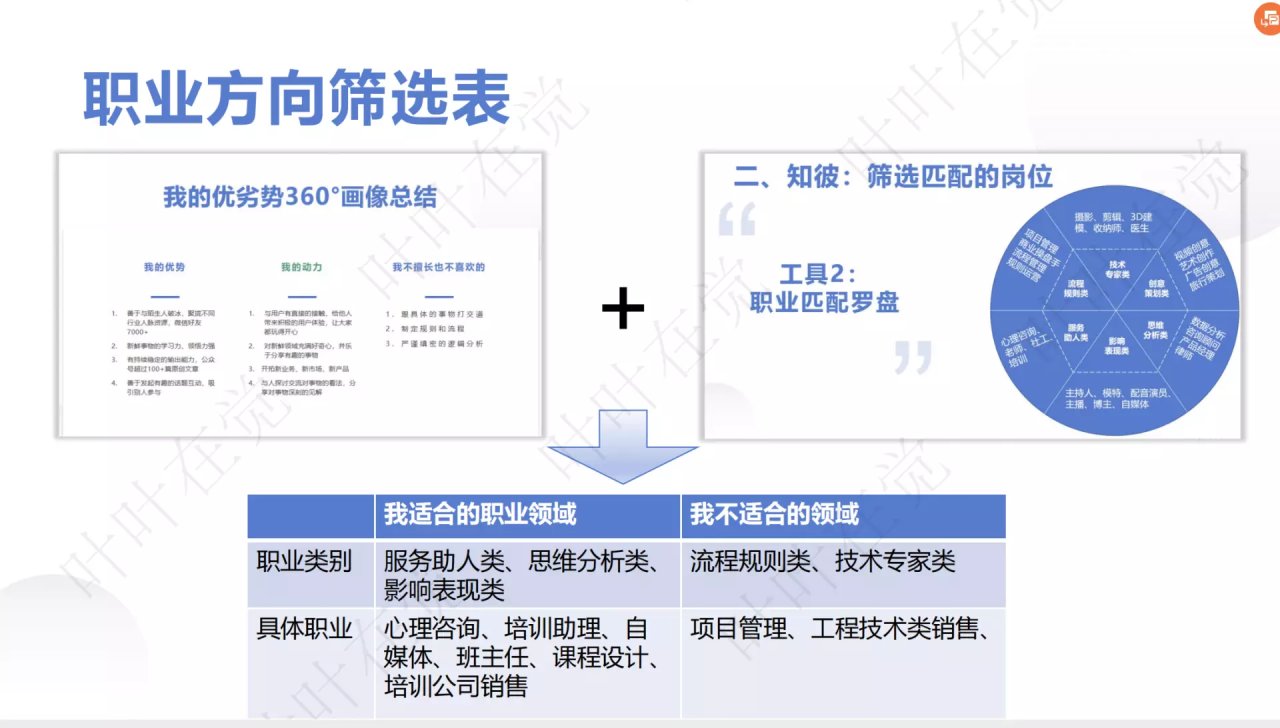 职业方向筛选表
我的优劣势360°画像总结
我的优势
1. 善于与陌生人破冰、聚拢不同
行业人脉资源，微信好友
7000+
2. 新鲜事物的学习力、领悟力强
3. 有持续稳定的输出能力，公众
号超过100+篇原创文章
4. 善于发起有趣的话题互动、吸
引别人参与
我的动力
1. 与用户有直接的接触，给他人
带来积极的用户体验，让大家
都玩得开心
2. 对新领域充满好奇心，并乐
于分享有趣的事物
3. 开拓新业务、新市场、新产品
4. 与人探讨交流对事物的看法，分
享对事物深刻的见解
我不擅长也不喜欢的
1. 跟具体的事物打交道
2. 制定规则和流程
3. 严谨缜密的逻辑分析
+
二、知彼：筛选匹配的岗位
“
工具2：
职业匹配罗盘
”
摄影、剪辑、3D建
模、收纳师、医生
视频创意
艺术创作
广告创意
旅行策划
数据分析
咨询顾问
产品经理
律师
主持人、模特、配音演员、
主播、博主、自媒体
心理咨询、
老师、社工、
培训
项目管理
商业操盘手
流程管理
规则运营
技术
专家类
创意
策划类
思维
分析类
影响
表现类
服务
助人类
流程
规则类
我适合的职业领域 我不适合的领域
职业类别 服务助人类、思维分析类、 流程规则类、技术专家类
影响表现类
具体职业 心理咨询、培训助理、自 项目管理、工程技术类销售、
媒体、班主任、课程设计、
培训公司销售
叶叶在觉
叶叶在觉
叶叶在觉
叶叶在觉
叶叶在觉
叶叶在觉